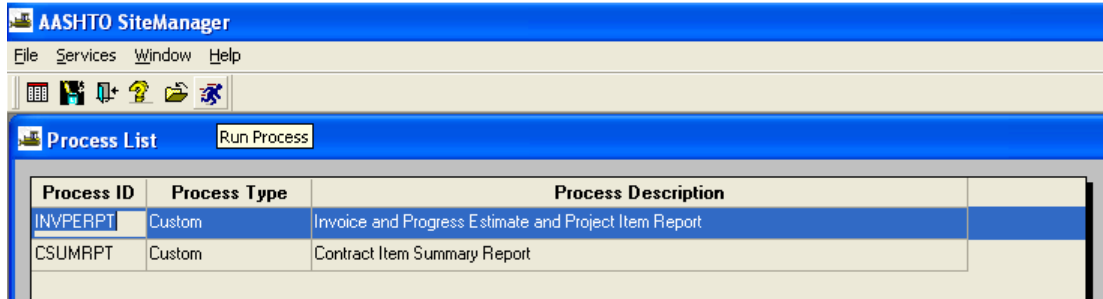 AASHTO SiteManager
File Services Window Help
Run Process
Process List
Process ID Process Type Process Description
INVPERPT Custom Invoice and Progress Estimate and Project Item Report
CSUMRPT Custom Contract Item Summary Report